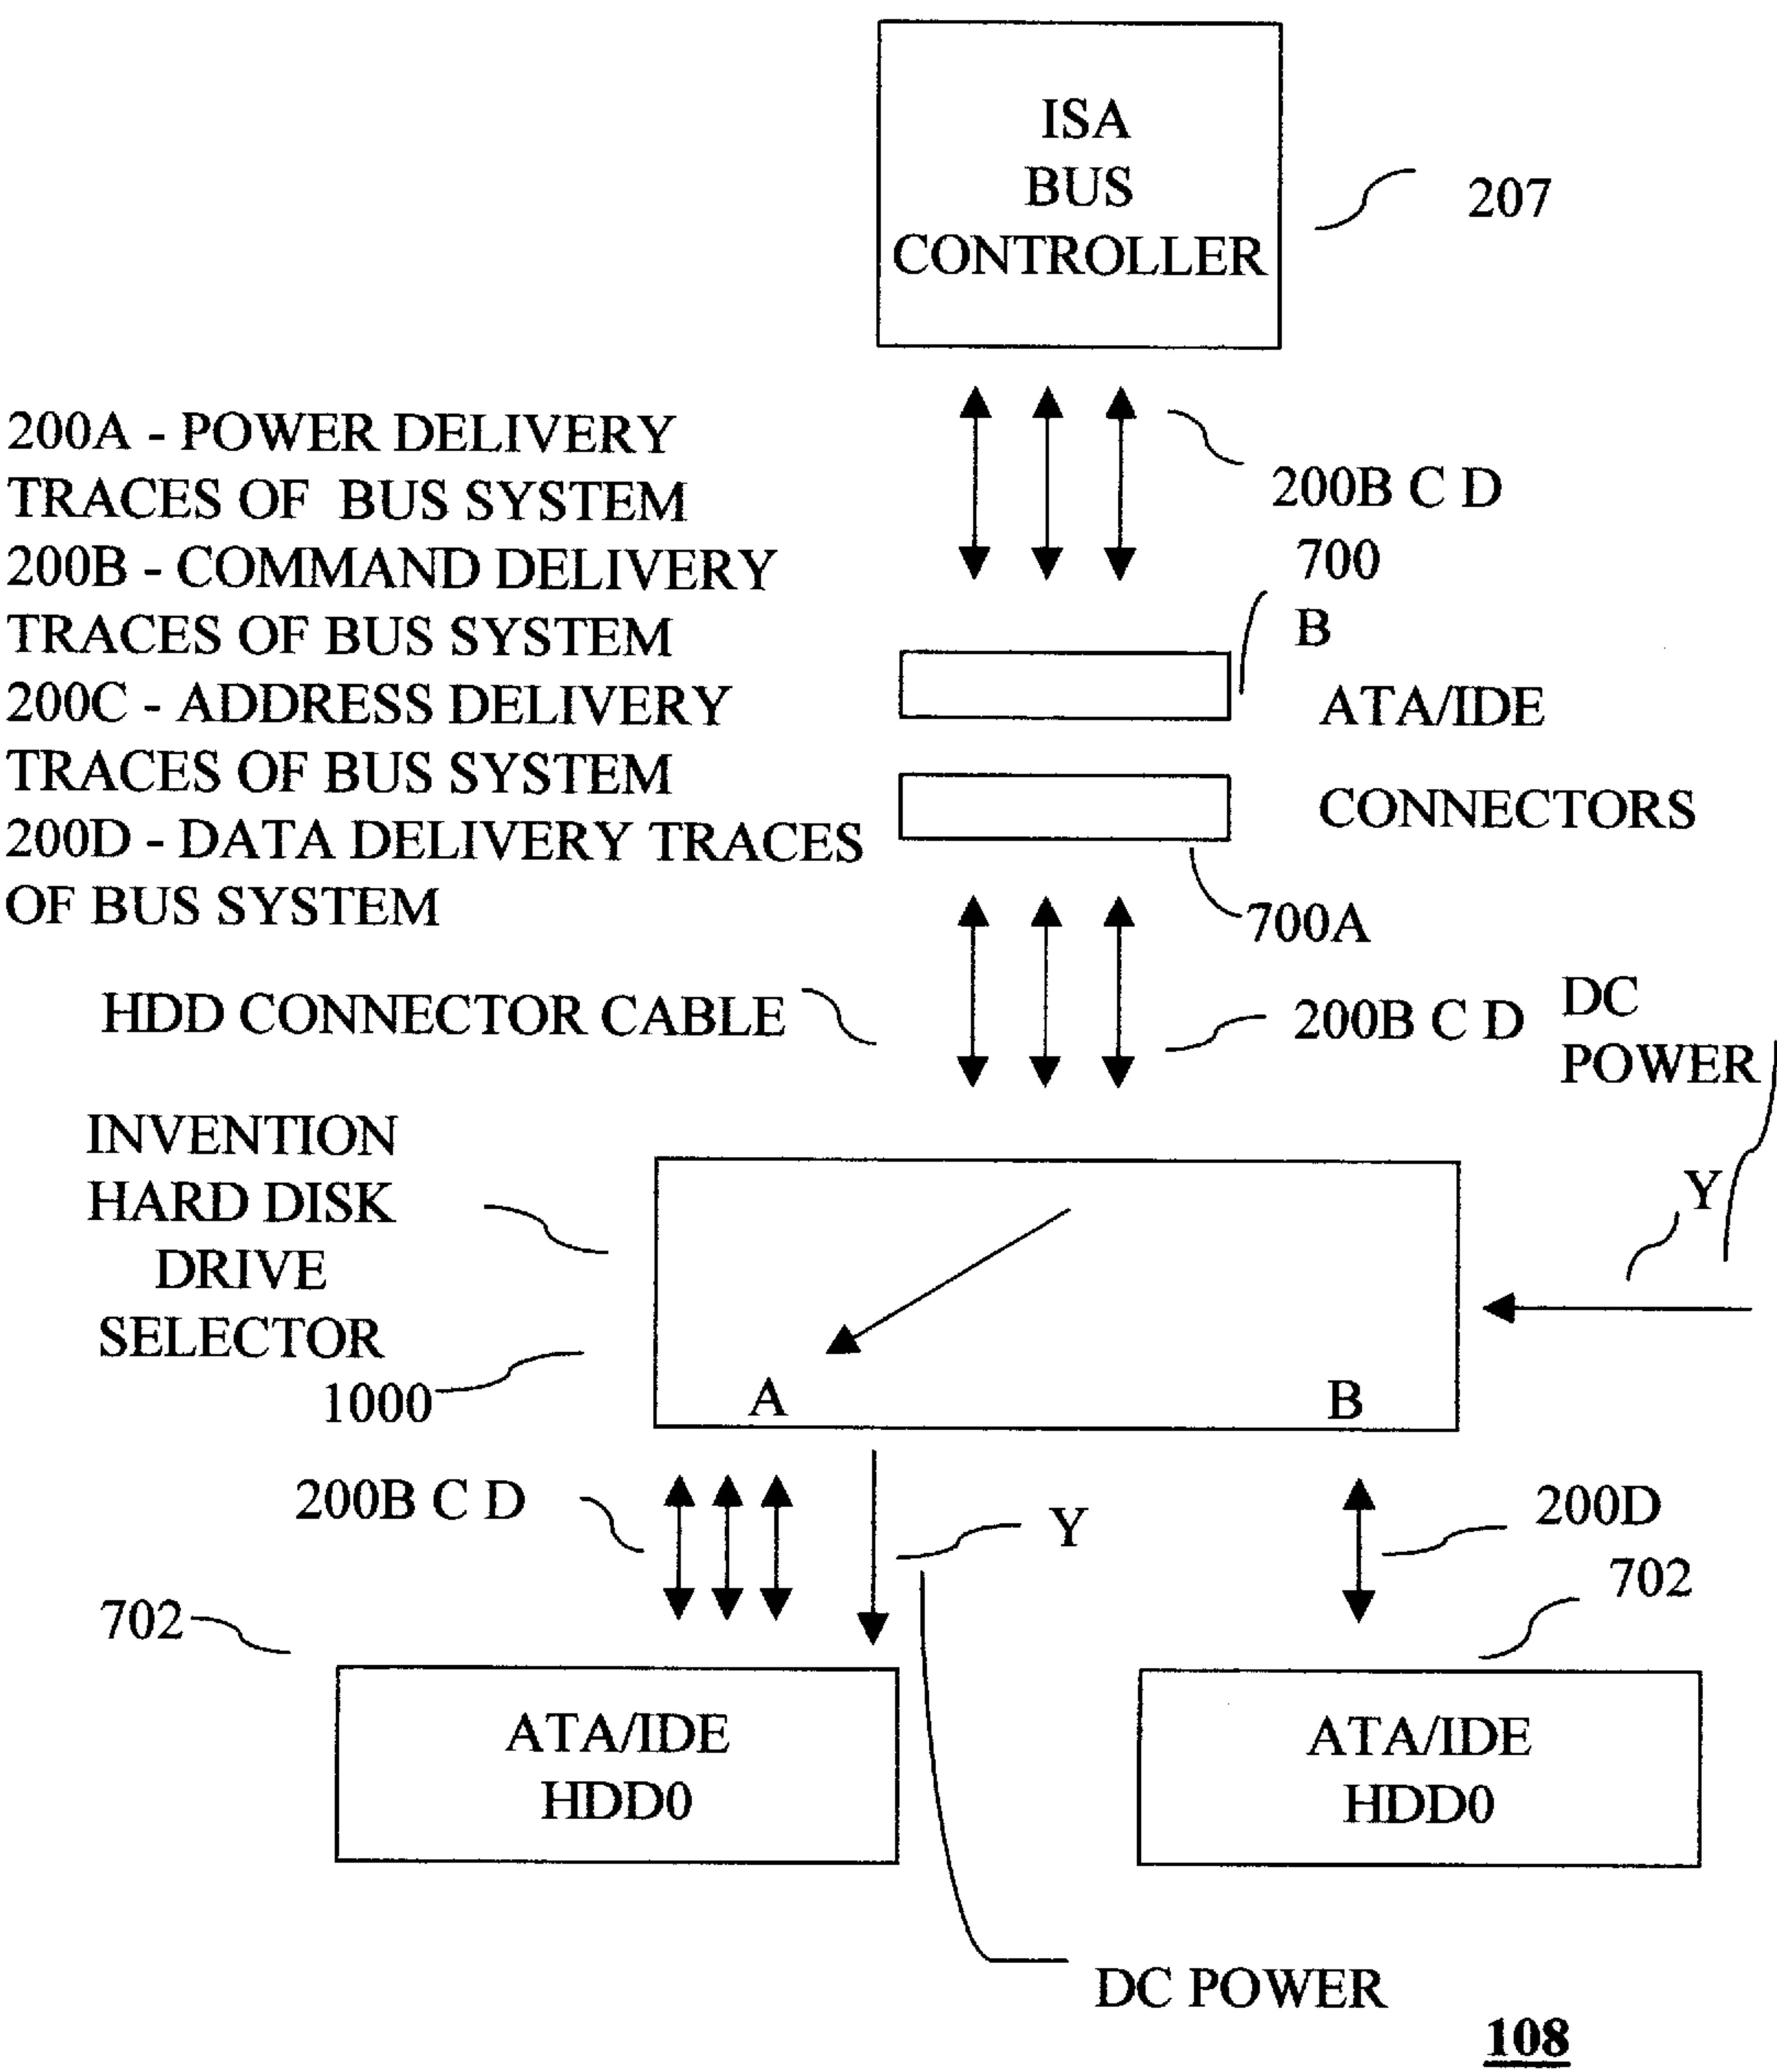 ISA
BUS
CONTROLLER
207
200A - POWER DELIVERY
TRACES OF BUS SYSTEM
200B - COMMAND DELIVERY
TRACES OF BUS SYSTEM
200C - ADDRESS DELIVERY
TRACES OF BUS SYSTEM
200D - DATA DELIVERY TRACES
OF BUS SYSTEM
200B C D
700
B
ATA/IDE
CONNECTORS
700A
HDD CONNECTOR CABLE
200B C D
DC
POWER
INVENTION
HARD DISK
DRIVE
SELECTOR
1000
Y
A
B
200B C D
Y
200D
702
702
ATA/IDE
HDD0
ATA/IDE
HDD0
DC POWER
108